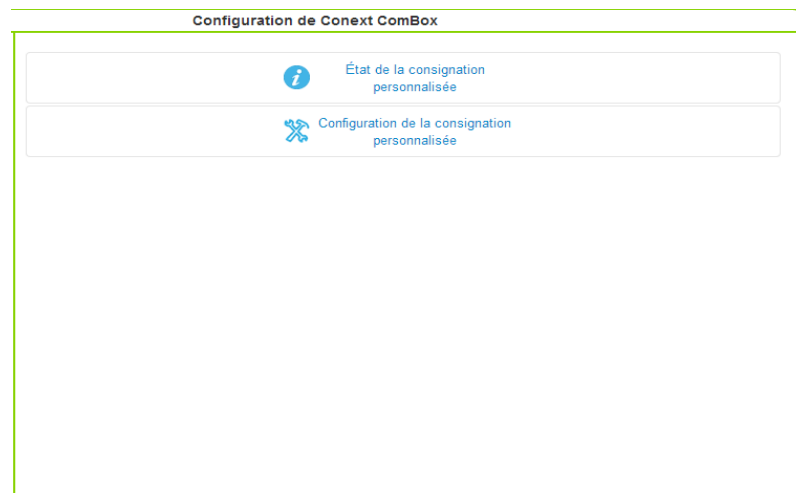 Configuration de Conext ComBox
État de la consignation
personnalisée
Configuration de la consignation
personnalisée